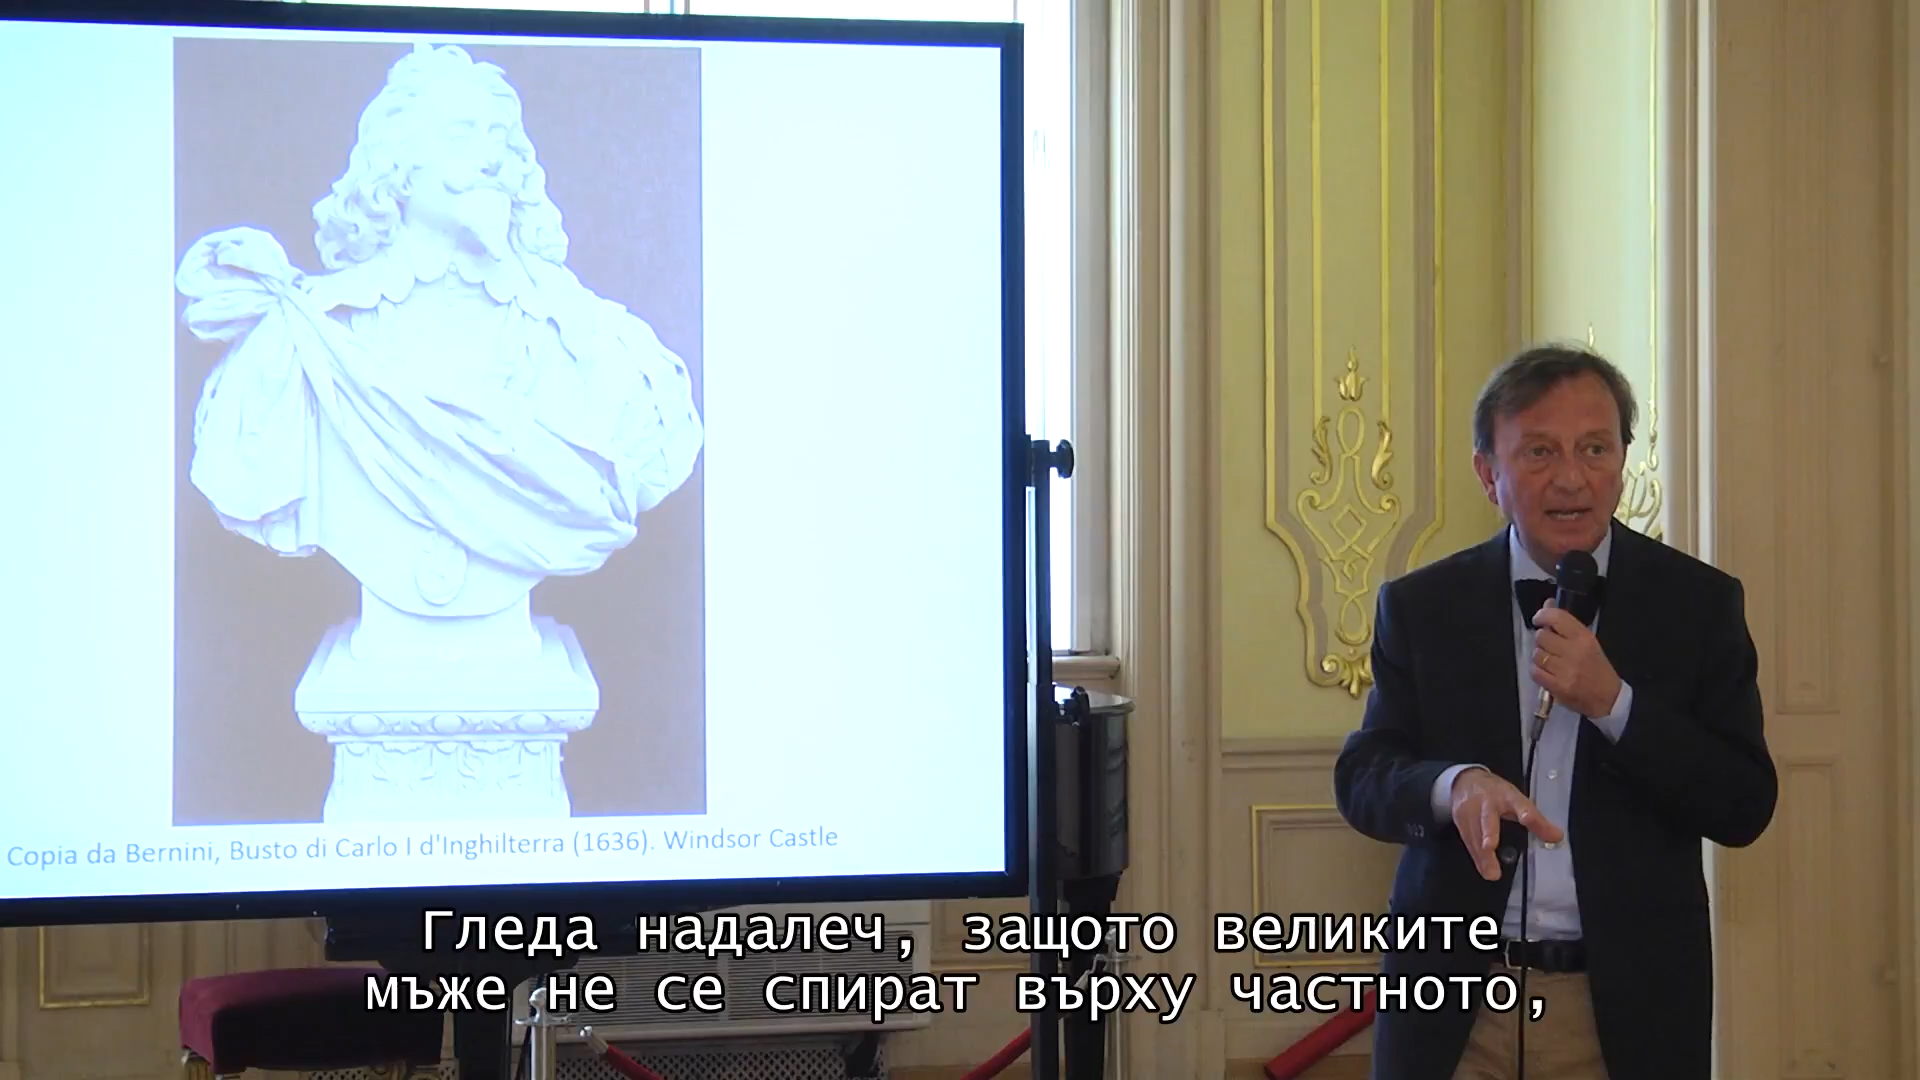 Copia da Bernini, Busto di Carlo I d'Inghilterra (1636). Windsor Castle
Гледа надалеч, защото великите
мъже не се спират върху частното,